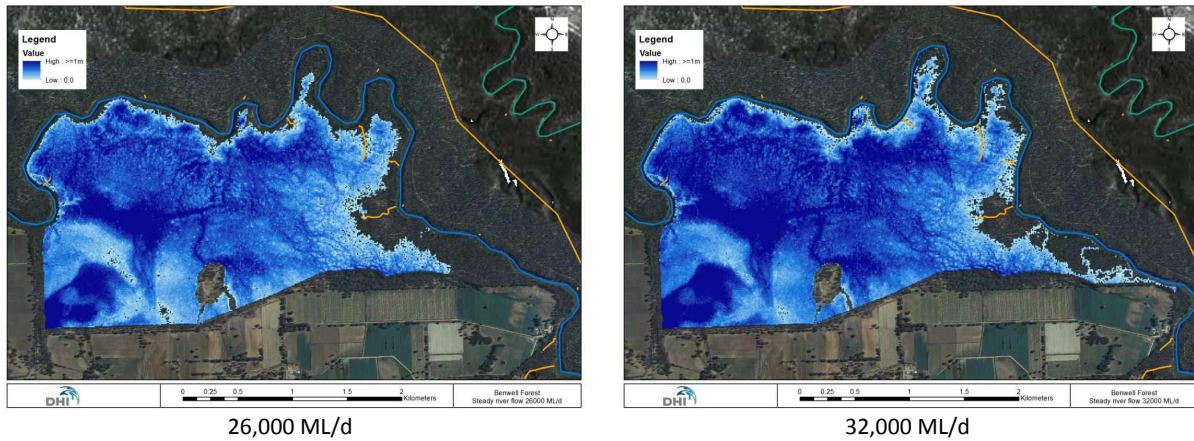 Legend
Value
High : >=1m
Low : 0.0
N
W E
S
DHI
0 0.25 0.5 1 1.5 2
Kilometers
Benwell Forest
Steady river flow 26000 ML/d
26,000 ML/d
Legend
Value
High : >=1m
Low : 0.0
N
W E
S
DHI
0 0.25 0.5 1 1.5 2
Kilometers
Benwell Forest
Steady river flow 32000 ML/d
32,000 ML/d